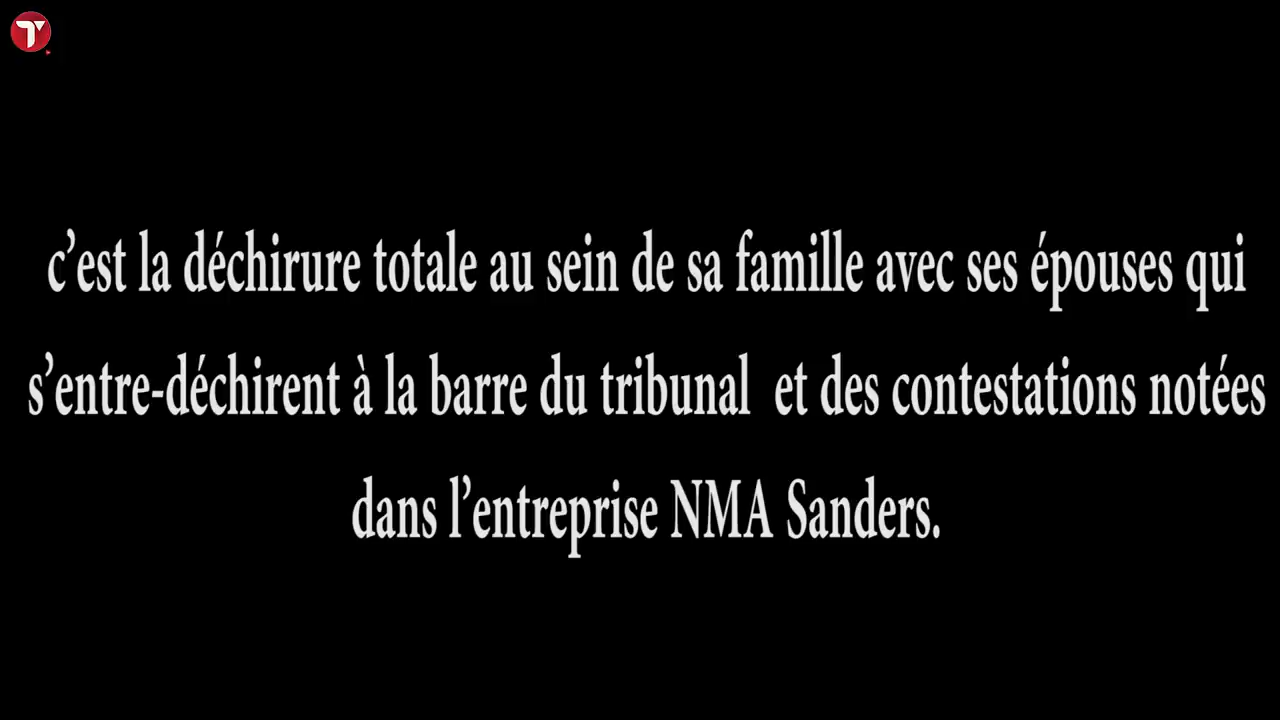 c’est la déchirure totale au sein de sa famille avec ses épouses qui
s’entre-déchirent à la barre du tribunal et des contestations notées
dans l’entreprise NMA Sanders.